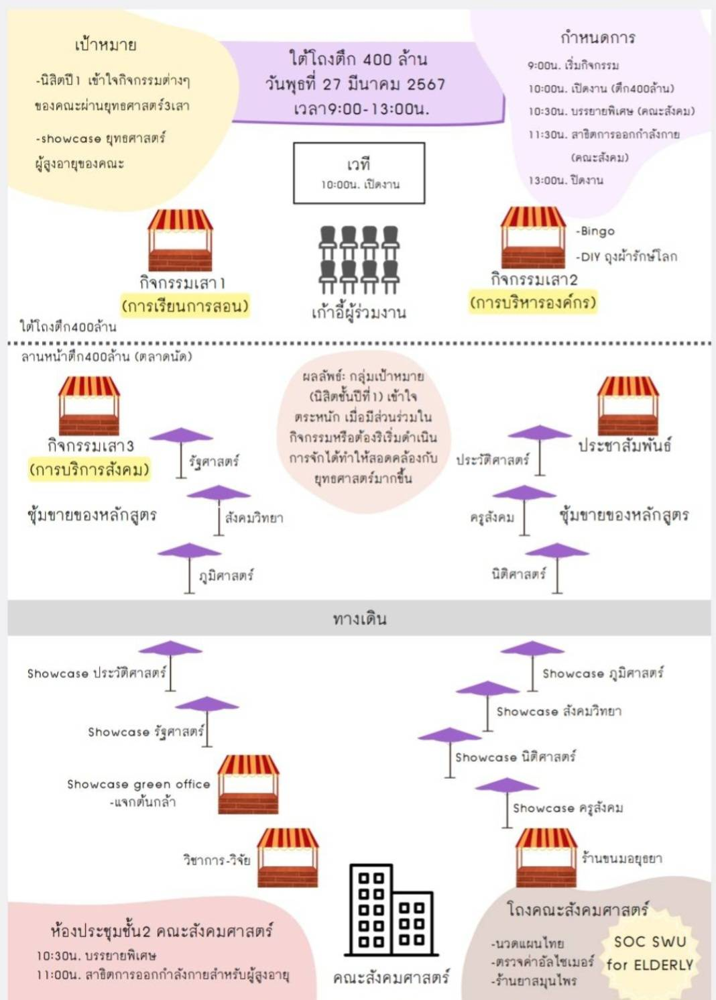 เป้าหมาย
-นิสิตปี1 เข้าใจกิจกรรมต่างๆ
ของคณะผ่านยุทธศาสตร์3เสา
-showcase ยุทธศาสตร์
ผู้สูงอายุของคณะ
ใต้โถงตึก 400 ล้าน
วันพุธที่ 27 มีนาคม 2567
เวลา9:00-13:00น.
กำหนดการ
9:00น. เริ่มกิจกรรม
10:00น. เปิดงาน (ตึก400ล้าน)
10:30น. บรรยายพิเศษ (คณะสังคม)
11:30น. สาธิตการออกกำลังกาย
(คณะสังคม)
13:00น. ปิดงาน
เวที
10:00น. เปิดงาน
กิจกรรมเสา1
(การเรียนการสอน)
เก้าอี้ผู้ร่วมงาน
-Bingo
-DIY ถุงผ้ารักษ์โลก
กิจกรรมเสา2
(การบริหารองค์กร)
ใต้โถงตึก400ล้าน
ลานหน้าตึก400ล้าน (ตลาดนัด)
ผลลัพธ์: กลุ่มเป้าหมาย
(นิสิตชั้นปีที่1) เข้าใจ
ตระหนัก เมื่อมีส่วนร่วมใน
กิจกรรมหรือต้องริเริ่มดำเนิน
การจักได้ทำให้สอดคล้องกับ
ยุทธศาสตร์มากขึ้น
กิจกรรมเสา3
(การบริการสังคม)
รัฐศาสตร์
ประวัติศาสตร์
ประชาสัมพันธ์
ซุ้มขายของหลักสูตร
สังคมวิทยา
ครูสังคม
ซุ้มขายของหลักสูตร
ภูมิศาสตร์
นิติศาสตร์
ทางเดิน
Showcase ประวัติศาสตร์
Showcase ภูมิศาสตร์
Showcase สังคมวิทยา
Showcase รัฐศาสตร์
Showcase นิติศาสตร์
Showcase green office
-แจกต้นกล้า
Showcase ครูสังคม
วิชาการ-วิจัย
ร้านขนมอยุธยา
ห้องประชุมชั้น2 คณะสังคมศาสตร์
10:30น. บรรยายพิเศษ
11:00น. สาธิตการออกกำลังกายสำหรับผู้สูงอายุ
คณะสังคมศาสตร์
โถงคณะสังคมศาสตร์
-นวดแผนไทย
-ตรวจค่าอัลไซเมอร์
-ร้านยาสมุนไพร
SOC SWU
for ELDERLY